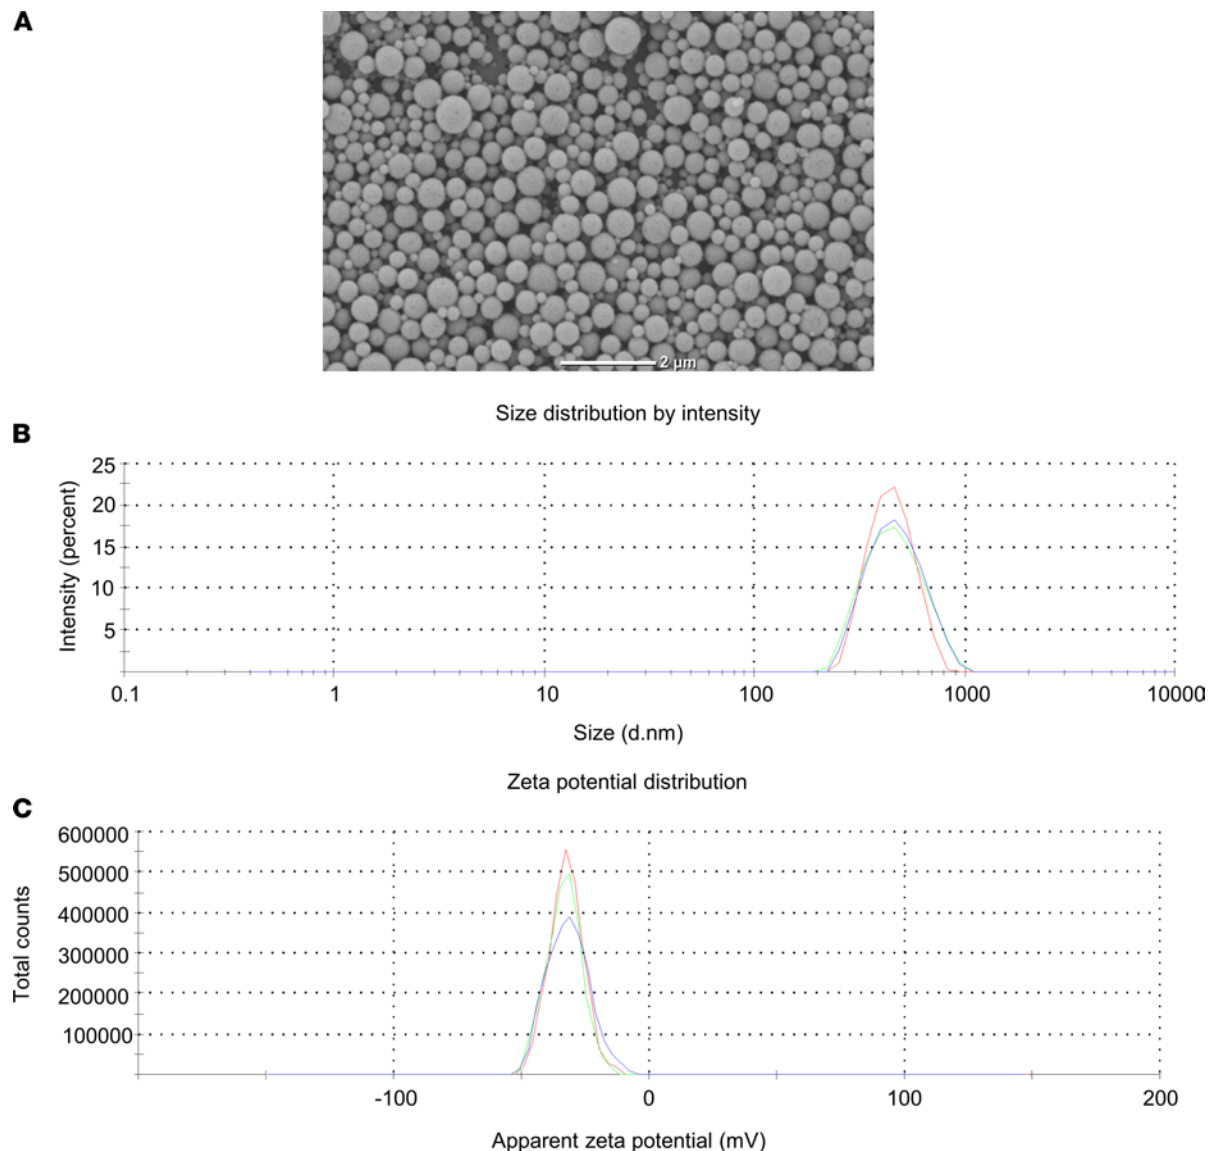 A
2 μm
Size distribution by intensity
B
Intensity (percent)
25
20
15
10
5
0.1 1 10 100 1000 10000
Size (d.nm)
Zeta potential distribution
C
Total counts
600000
500000
400000
300000
200000
100000
-100 0 100 200
Apparent zeta potential (mV)